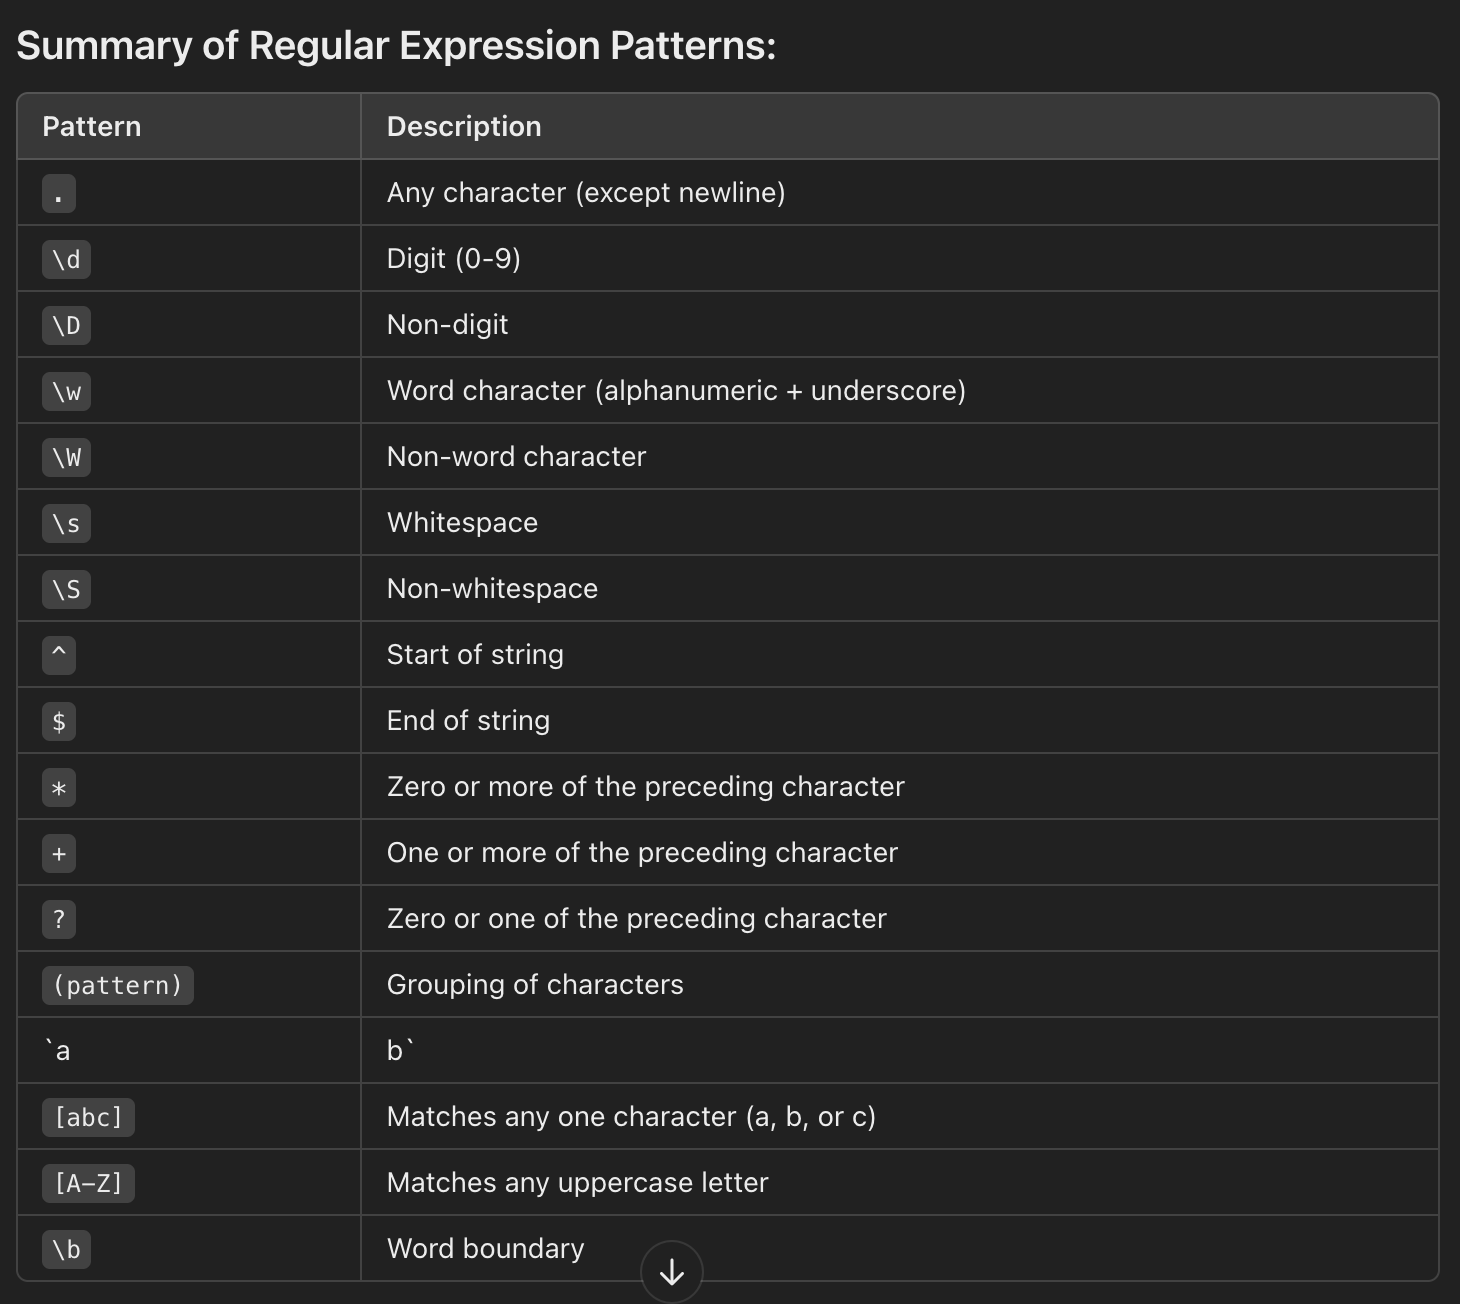 Summary of Regular Expression Patterns:
Pattern Description
. Any character (except newline)
\d Digit (0-9)
\D Non-digit
\w Word character (alphanumeric + underscore)
\W Non-word character
\s Whitespace
\S Non-whitespace
^ Start of string
$ End of string
* Zero or more of the preceding character
+ One or more of the preceding character
? Zero or one of the preceding character
(pattern) Grouping of characters
`a b`
[abc] Matches any one character (a, b, or c)
[A-Z] Matches any uppercase letter
\b Word boundary